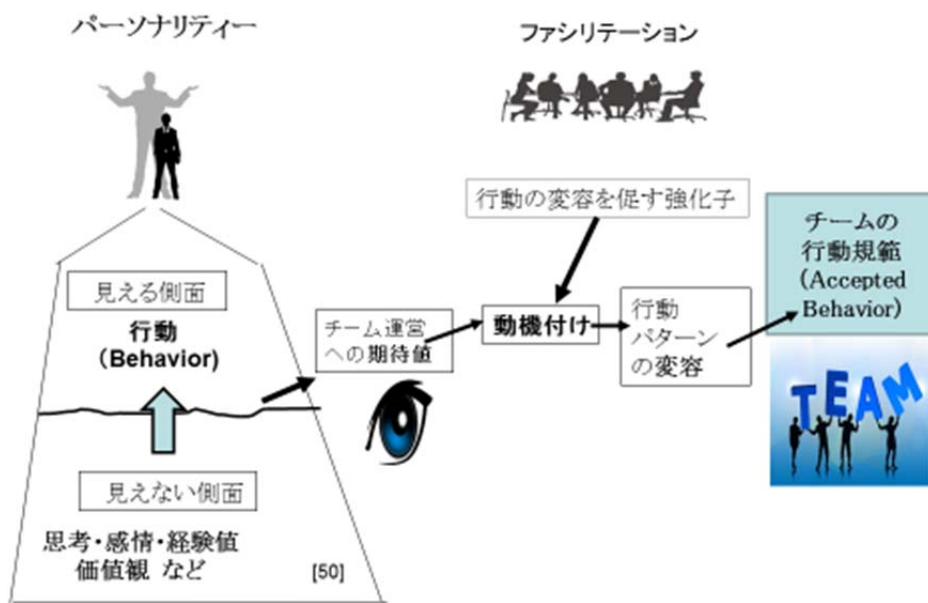 パーソナリティー
ファシリテーション
行動の変容を促す強化子
チームの
行動規範
(Accepted
Behavior)
見える側面
行動
（Behavior)
チーム運営
への期待値
動機付け
行動
パターン
の変容
TEAM
見えない側面
思考・感情・経験値
価値観 など
[50]